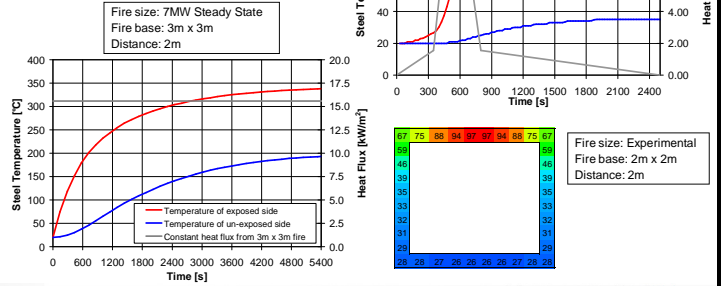 Fire size: 7MW Steady State
Fire base: 3m x 3m
Distance: 2m
400
350
300
250
200
150
100
50
0
20.0
17.5
15.0
12.5
10.0
7.5
5.0
2.5
0.0
Steel Temperature [°C]
Heat Flux [kW/m²]
Temperature of exposed side
Temperature of un-exposed side
Constant heat flux from 3m x 3m fire
0 600 1200 1800 2400 3000 3600 4200 4800 5400
Time [s]
40
20
0
4.00
2.00
0.00
Heat
0 300 600 900 1200 1500 1800 2100 2400
Time [s]
67 75 88 94 97 97 94 88 75 67
59 59
46 46
39 39
35 35
33 33
32 32
31 31
29 29
28 28 27 26 26 26 26 27 28 28
Fire size: Experimental
Fire base: 2m x 2m
Distance: 2m